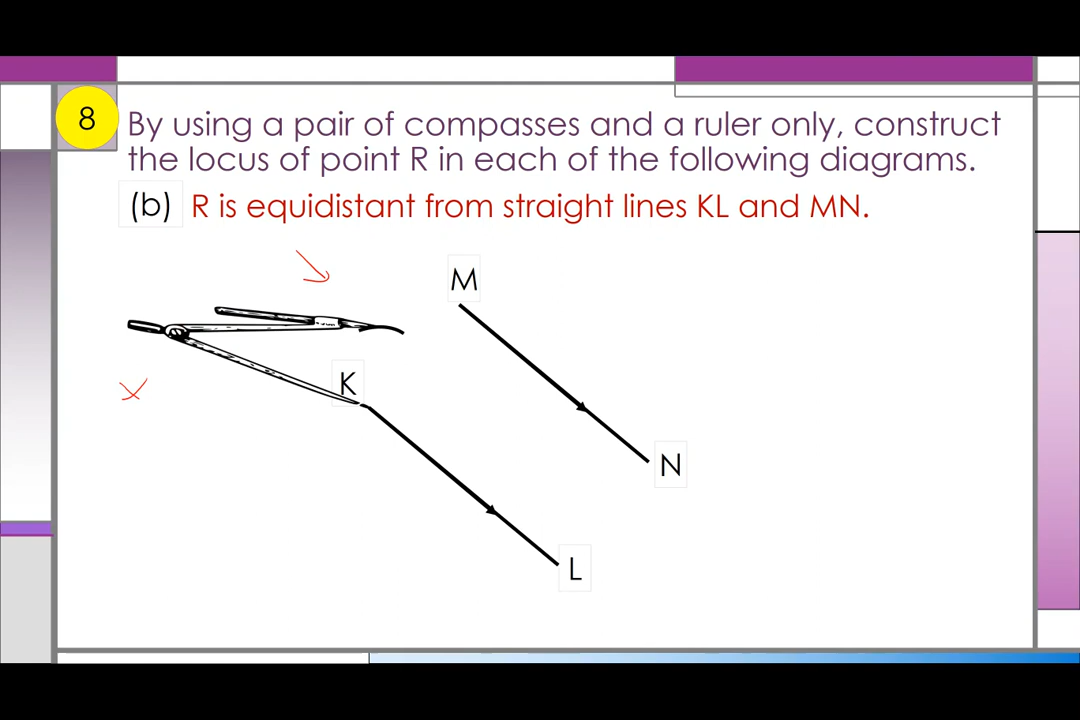 8
By using a pair of compasses and a ruler only, construct
the locus of point R in each of the following diagrams.
(b) R is equidistant from straight lines KL and MN.
M
K
N
L